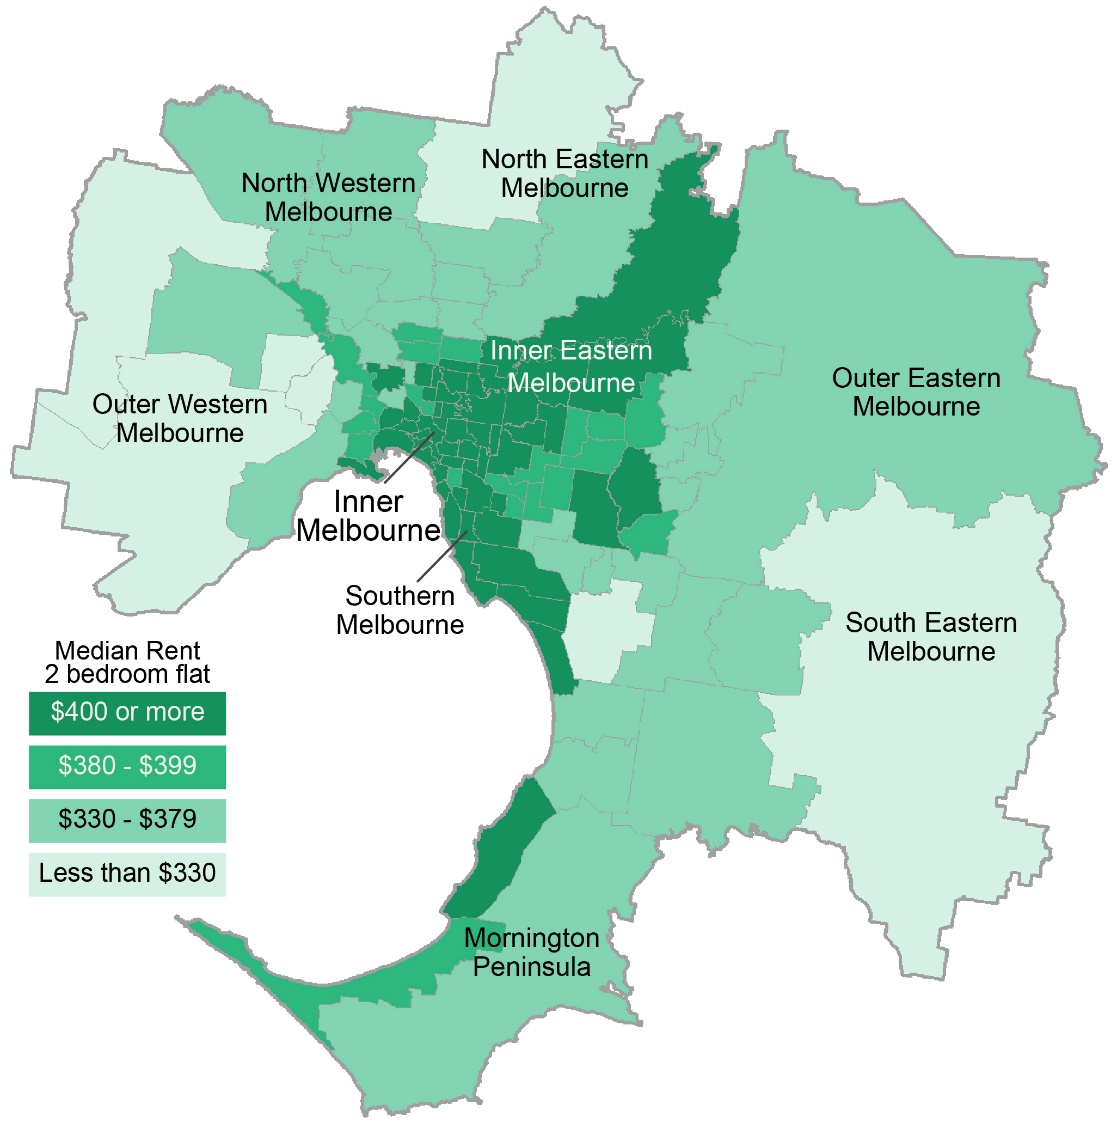 North Eastern
Melbourne
North Western
Melbourne
Inner Eastern
Melbourne
Outer Eastern
Melbourne
Outer Western
Melbourne
Inner
Melbourne
Southern
Melbourne
South Eastern
Melbourne
Median Rent
2 bedroom flat
$400 or more
$380 - $399
$330 - $379
Less than $330
Mornington
Peninsula